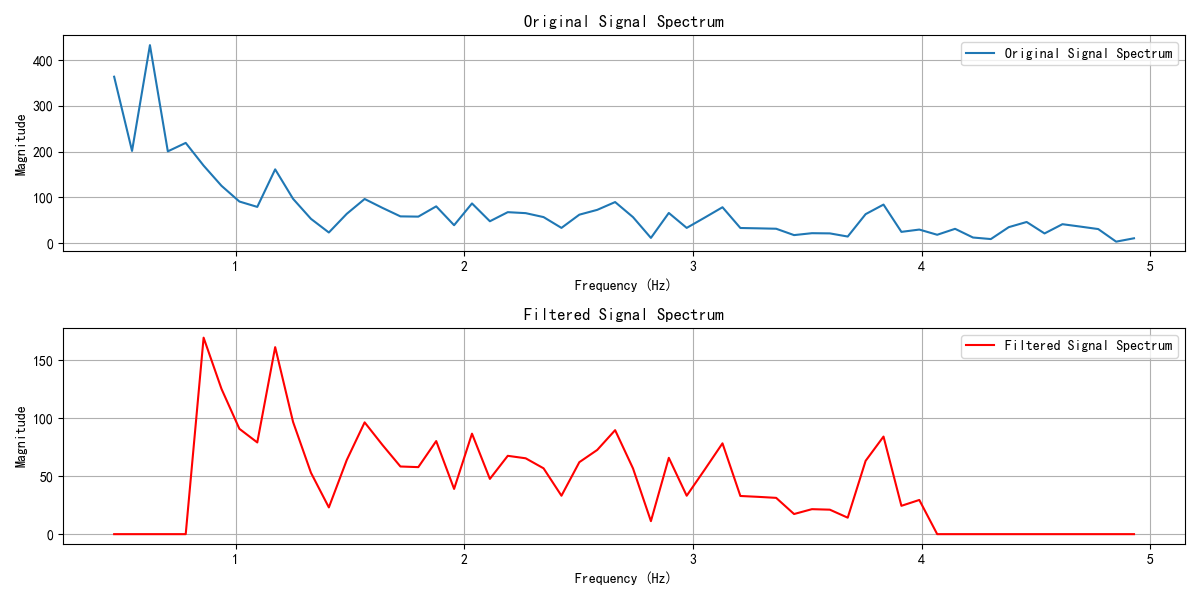 Original Signal Spectrum
Original Signal Spectrum
Magnitude
400
300
200
100
0
1 2 3 4 5
Frequency (Hz)
Filtered Signal Spectrum
Filtered Signal Spectrum
Magnitude
150
100
50
0
1 2 3 4 5
Frequency (Hz)